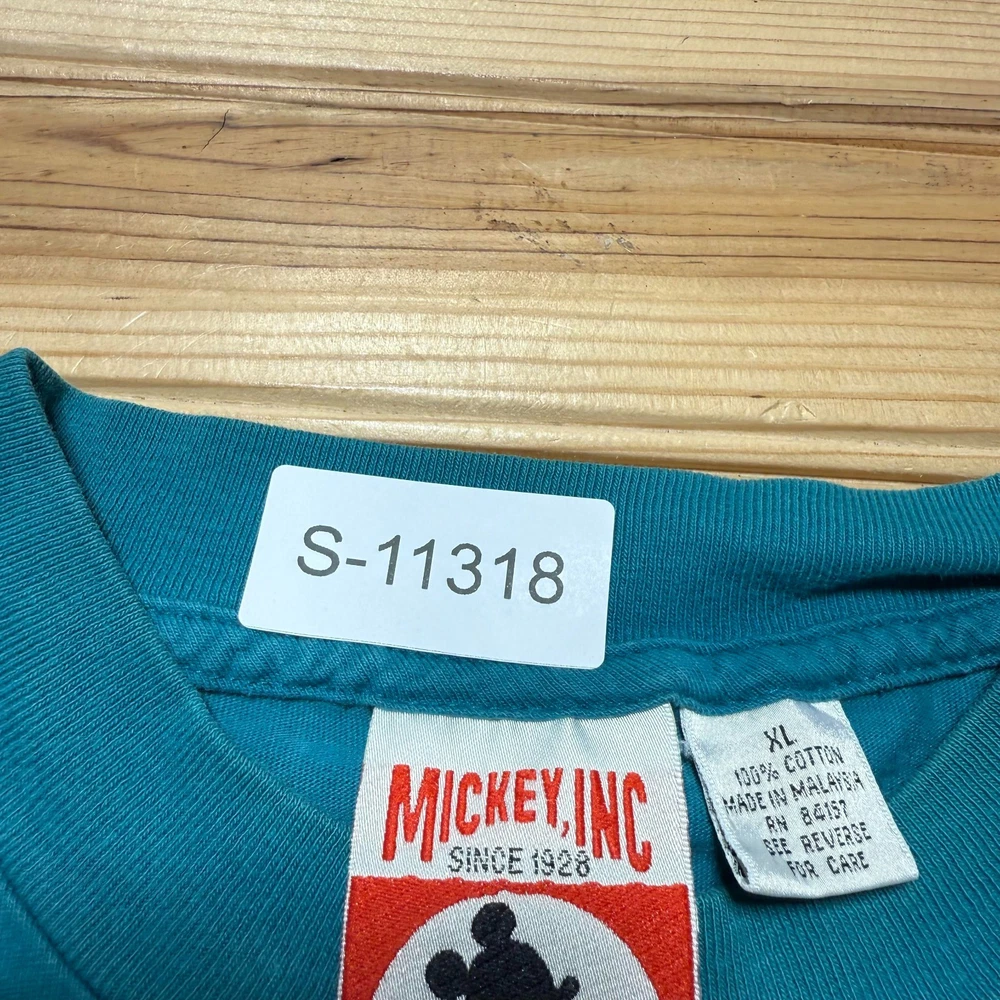 S-11318
MICKEY, INC
SINCE 1928
XL
100% COTTON
MADE IN MALAYSIA
RN 84157
SEE REVERSE
FOR CARE